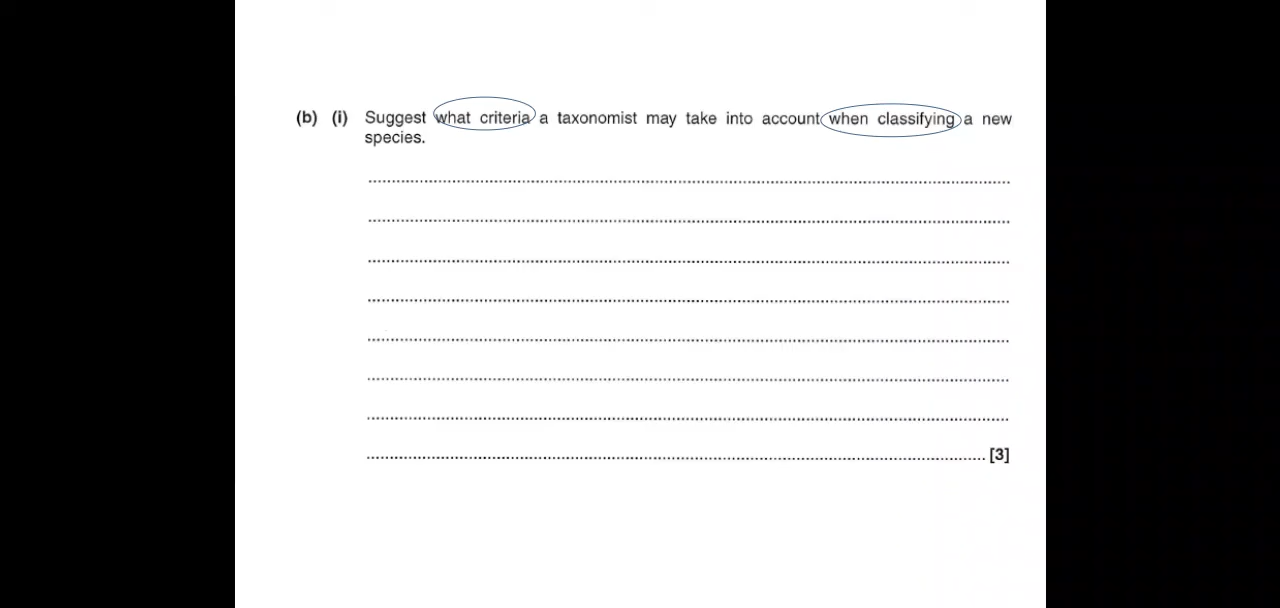 (b) (i) Suggest what criteria a taxonomist may take into account when classifying a new
species.
[3]